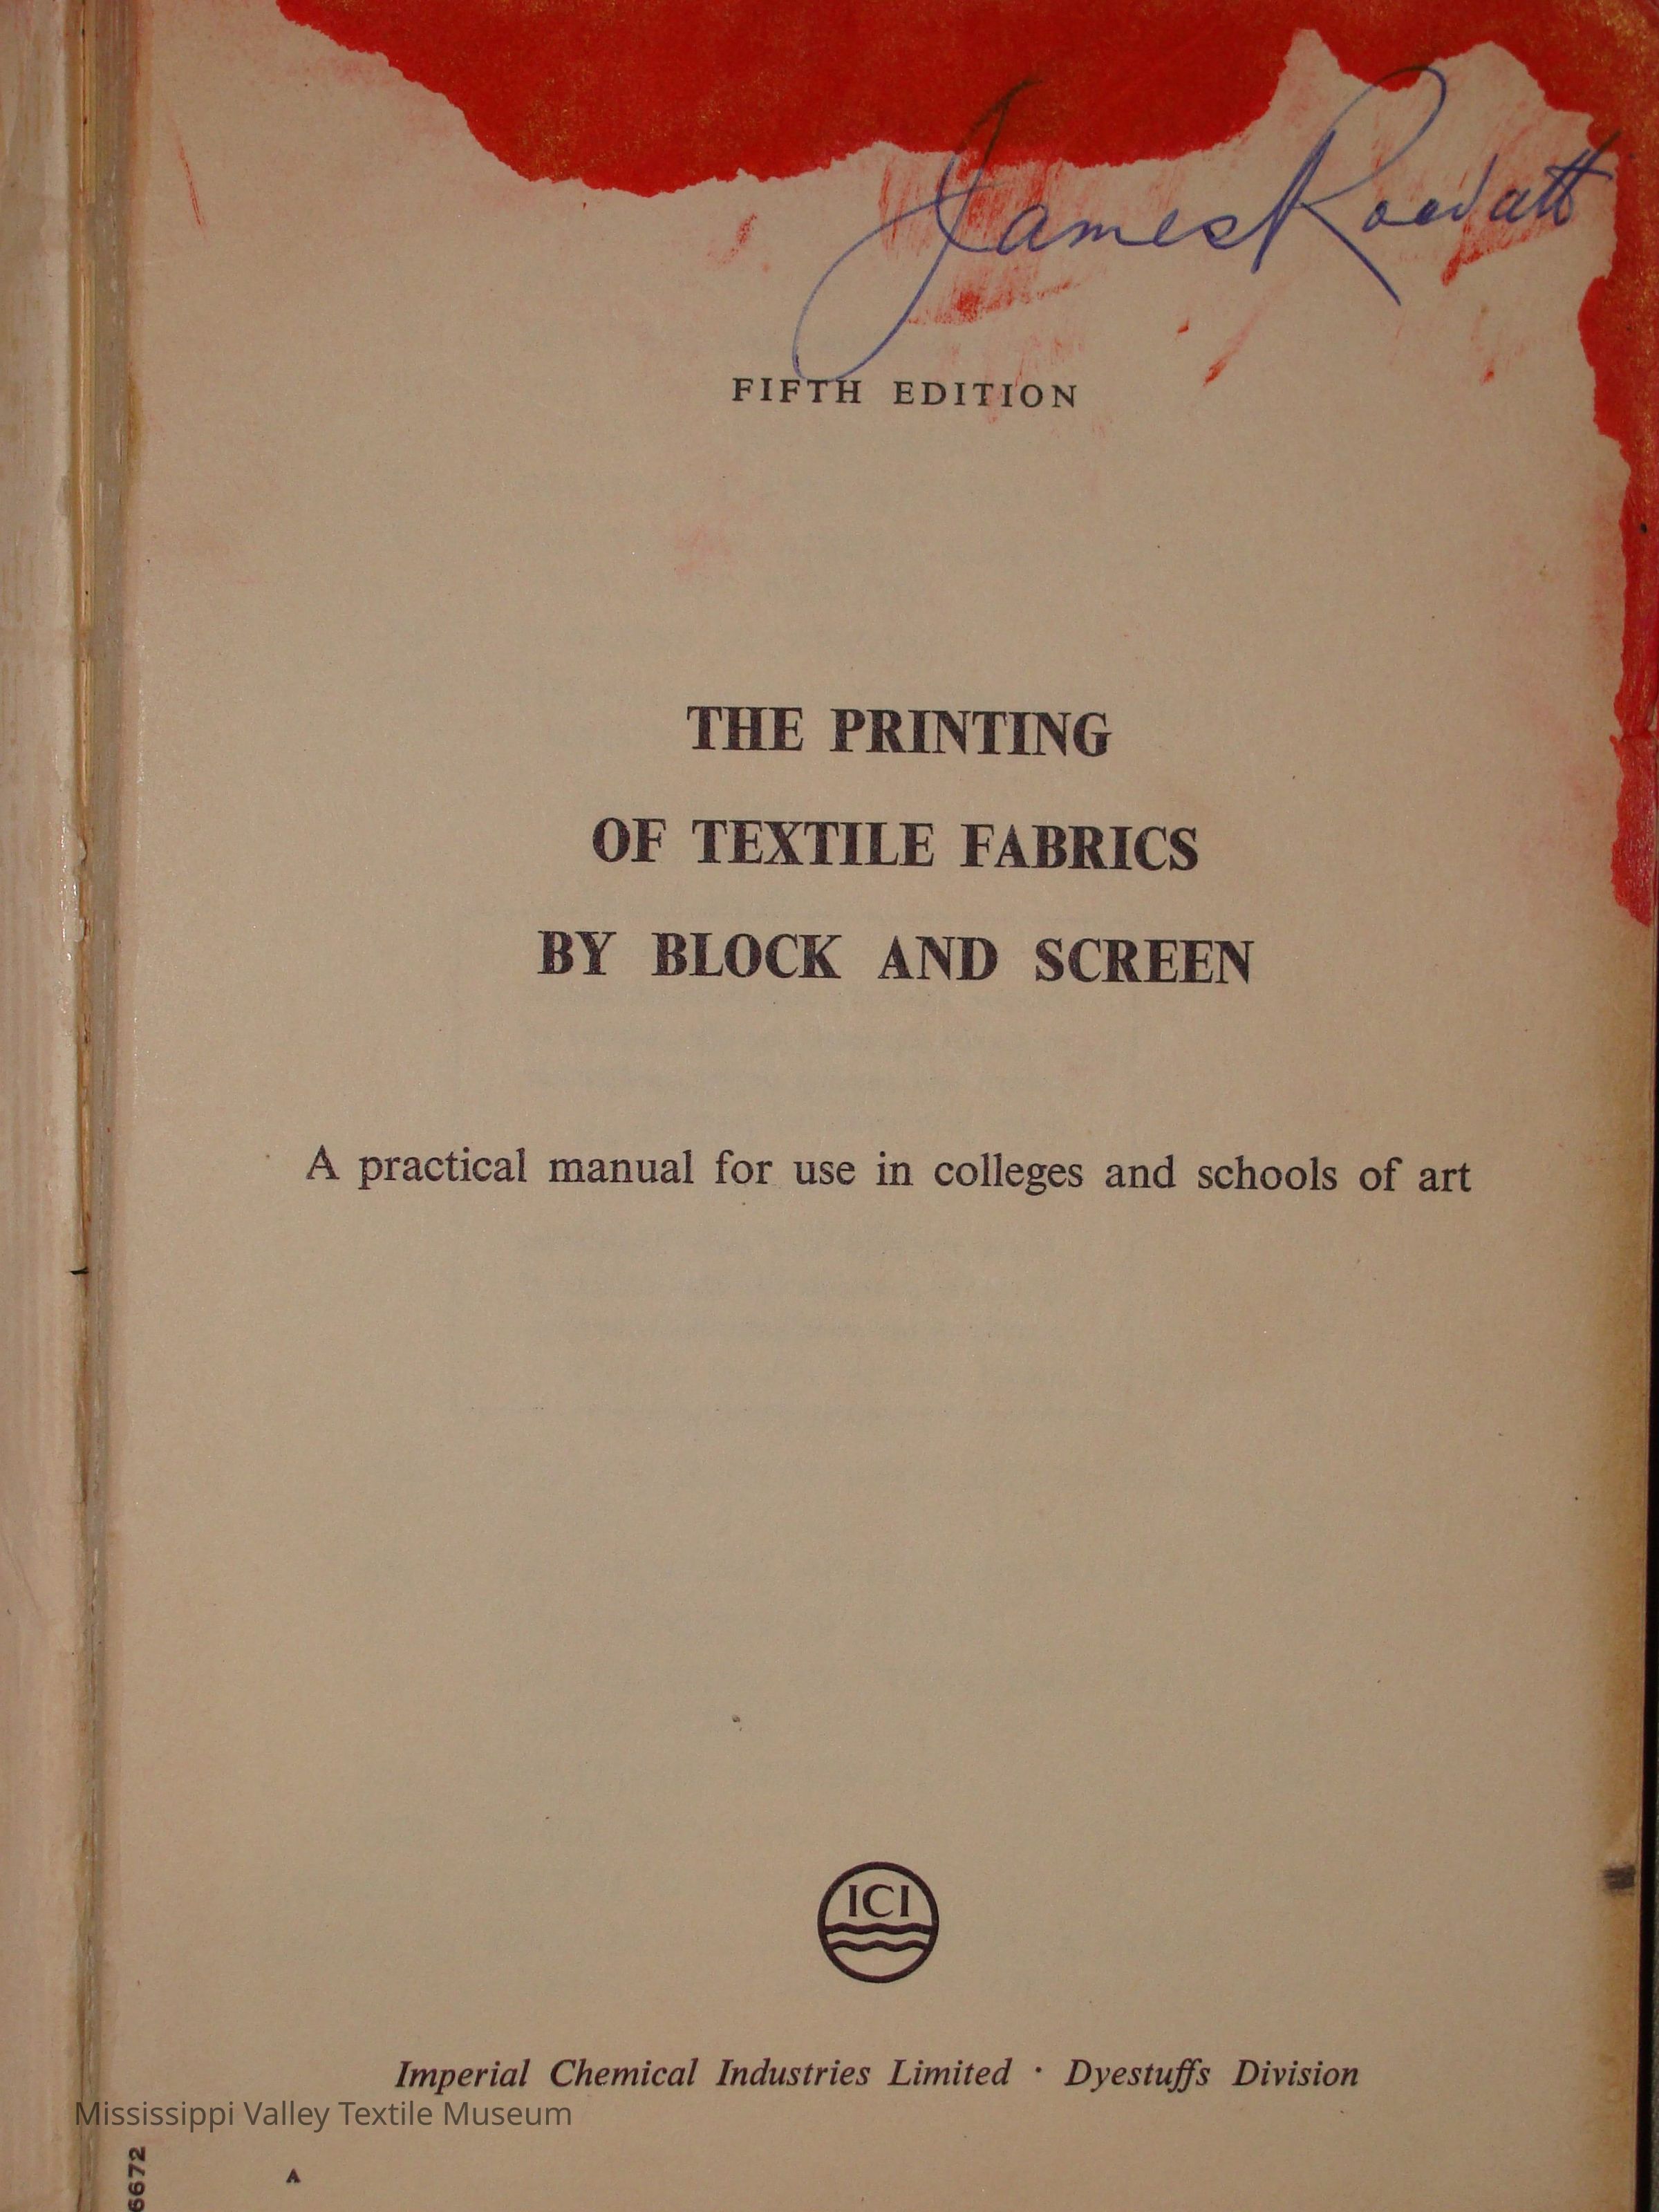 James
FIFTH EDITION
THE PRINTING
OF TEXTILE FABRICS
BY BLOCK AND SCREEN
A practical manual for use in colleges and schools of art
ICI
Imperial Chemical Industries Limited · Dyestuffs Division
Mississippi Valley Textile Museum
6672
A